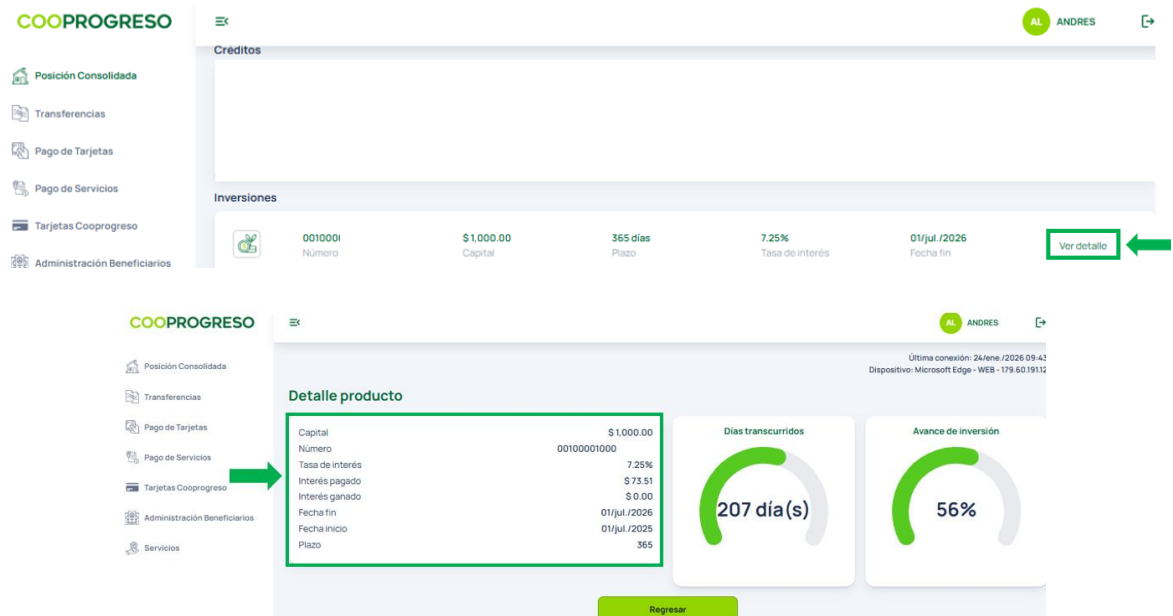 COOPROGRESO
AL ANDRES
Créditos
Posición Consolidada
Transferencias
Pago de Tarjetas
Pago de Servicios
Tarjetas Cooprogreso
Administración Beneficiarios
Inversiones
001000 $1,000.00 365 días 7.25% 01/jul./2026 Ver detalle
Número Capital Plazo Tasa de interés Fecha fin
COOPROGRESO
AL ANDRES
Última conexión: 24/ene./2026 09:43
Dispositivo: Microsoft Edge - WEB - 179.60.191.12
Posición Consolidada
Transferencias
Pago de Tarjetas
Pago de Servicios
Tarjetas Cooprogreso
Administración Beneficiarios
Servicios
Detalle producto
Capital $1,000.00
Número 00100001000
Tasa de interés 7.25%
Interés pagado $73.51
Interés ganado $0.00
Fecha fin 01/jul./2026
Fecha inicio 01/jul./2025
Plazo 365
Días transcurridos
207 día(s)
Avance de inversión
56%
Regresar